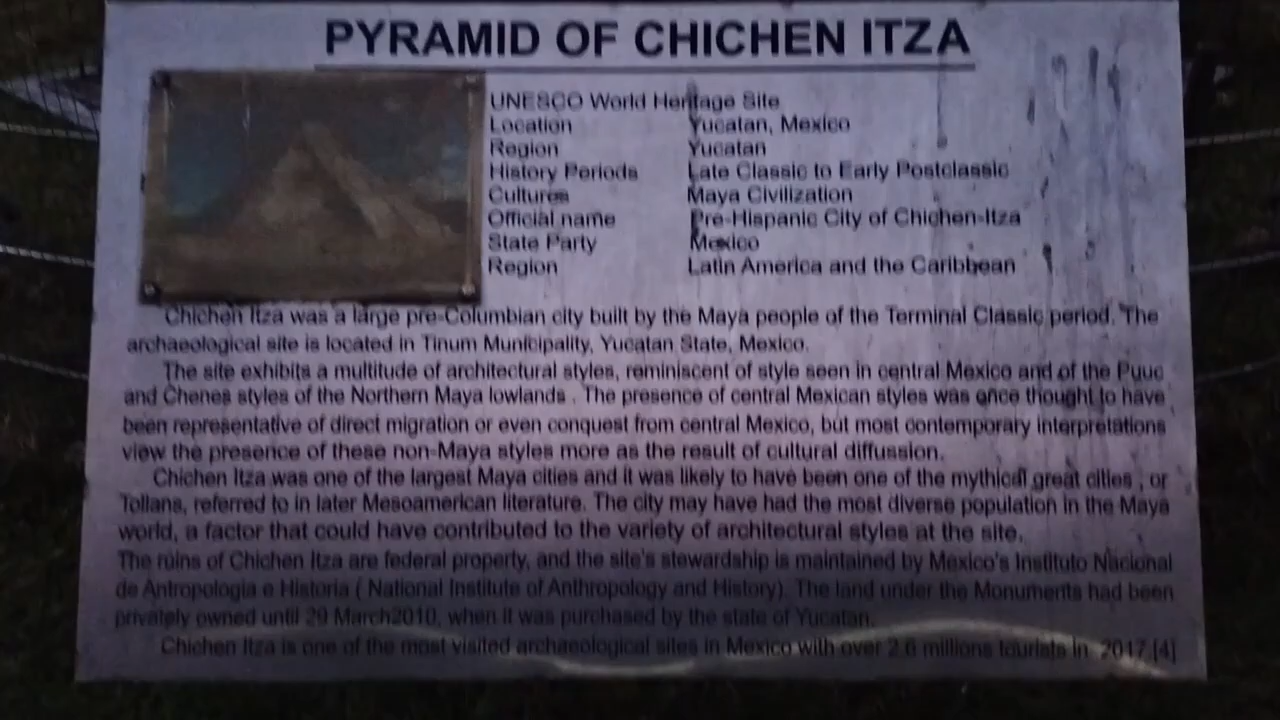 PYRAMID OF CHICHEN ITZA
UNESCO World Heritage Site
Location Yucatan, Mexico
Region Yucatan
History Periods Late Classic to Early Postclassic
Cultures Maya Civilization
Official name Pre-Hispanic City of Chichen-Itza
State Party Mexico
Region Latin America and the Caribbean
Chichen Itza was a large pre-Columbian city built by the Maya people of the Terminal Classic period. The
archaeological site is located in Tinum Municipality, Yucatan State, Mexico.
The site exhibits a multitude of architectural styles, reminiscent of style seen in central Mexico and of the Puuc
and Chenes styles of the Northern Maya lowlands . The presence of central Mexican styles was once thought to have
been representative of direct migration or even conquest from central Mexico, but most contemporary interpretations
view the presence of these non-Maya styles more as the result of cultural diffusion.
Chichen Itza was one of the largest Maya cities and it was likely to have been one of the mythical great cities , or
Tollans, referred to in later Mesoamerican literature. The city may have had the most diverse population in the Maya
world, a factor that could have contributed to the variety of architectural styles at the site.
The ruins of Chichen Itza are federal property, and the site's stewardship is maintained by Mexico's Instituto Nacional
de Antropologia e Historia ( National Institute of Anthropology and History). The land under the Monuments had been
privately owned until 29 March2010, when it was purchased by the state of Yucatan.
Chichen Itza is one of the most visited archaeological sites in Mexico with over 2.6 millions tourists in 2017.[4]